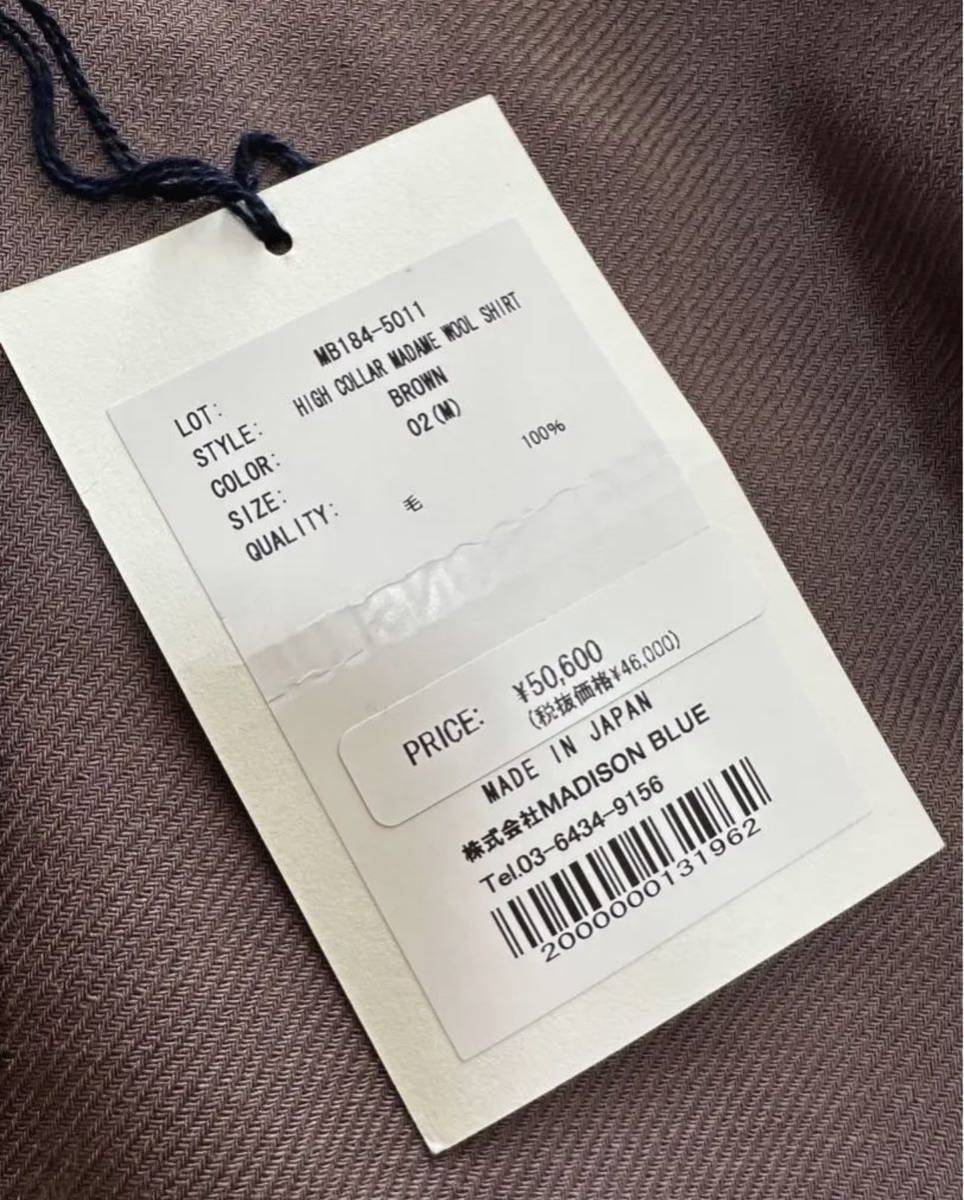 LOT: MB184-5011
STYLE: HIGH COLLAR MADAME WOOL SHIRT
COLOR: BROWN
SIZE: 02(M)
QUALITY: 毛 100%
PRICE: ¥50,600
(税抜価格¥46,000)
MADE IN JAPAN
株式会社MADISON BLUE
Tel.03-6434-9156
2000000131962